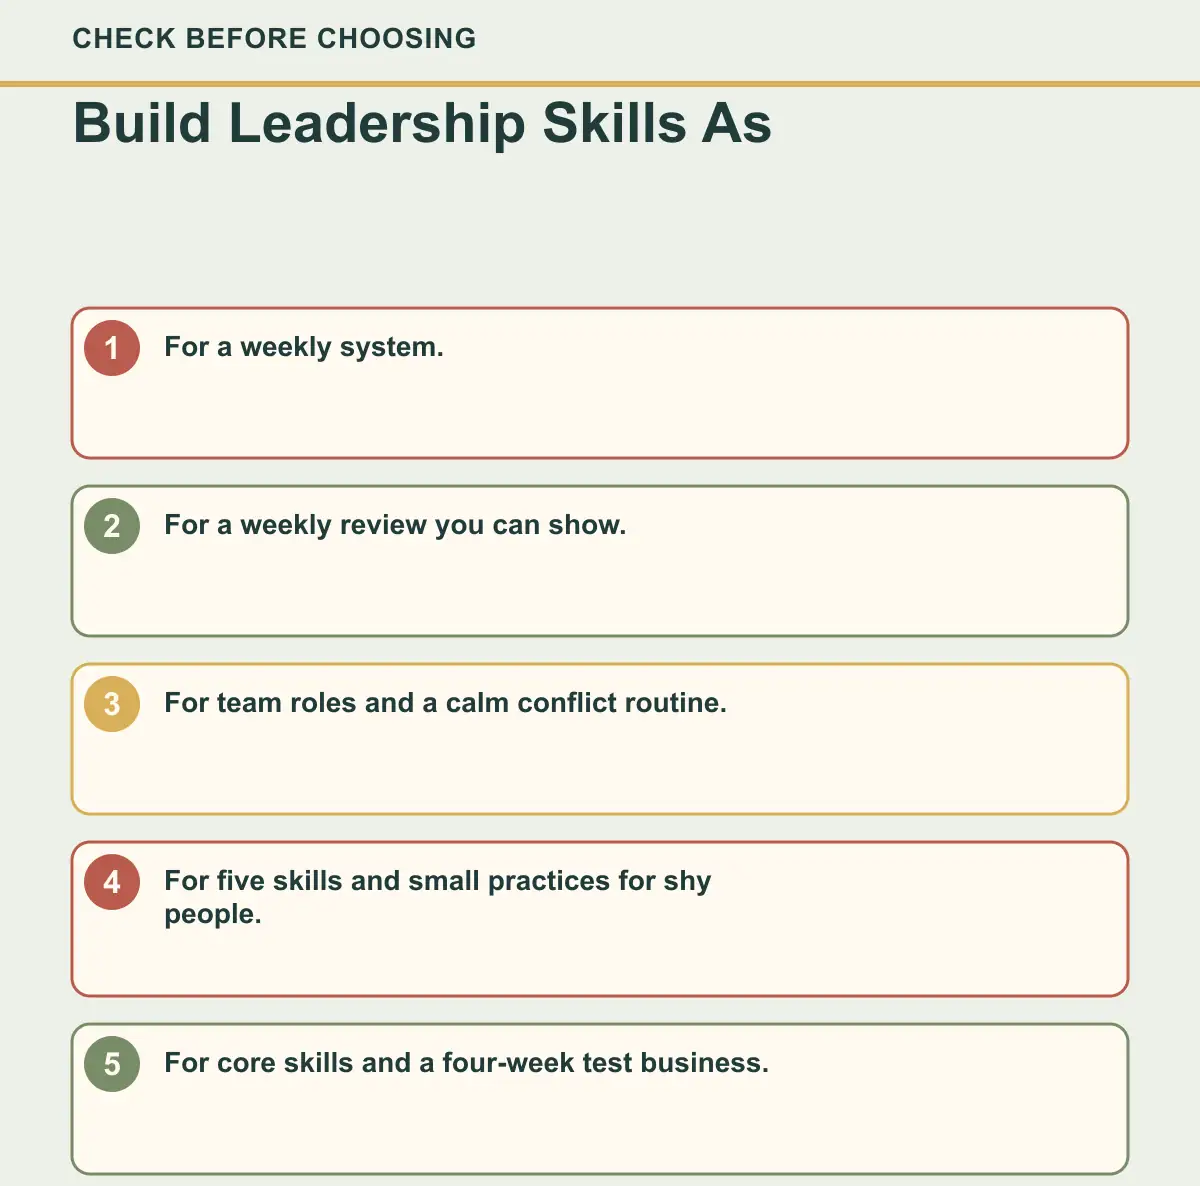 CHECK BEFORE CHOOSING
Build Leadership Skills As
1
For a weekly system.
2
For a weekly review you can show.
3
For team roles and a calm conflict routine.
4
For five skills and small practices for shy
people.
5
For core skills and a four-week test business.